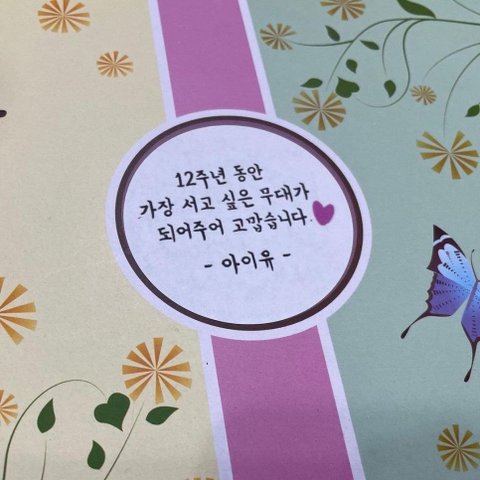 12주년 동안
가장 서고 싶은 무대가
되어주어 고맙습니다
- 아이유 -